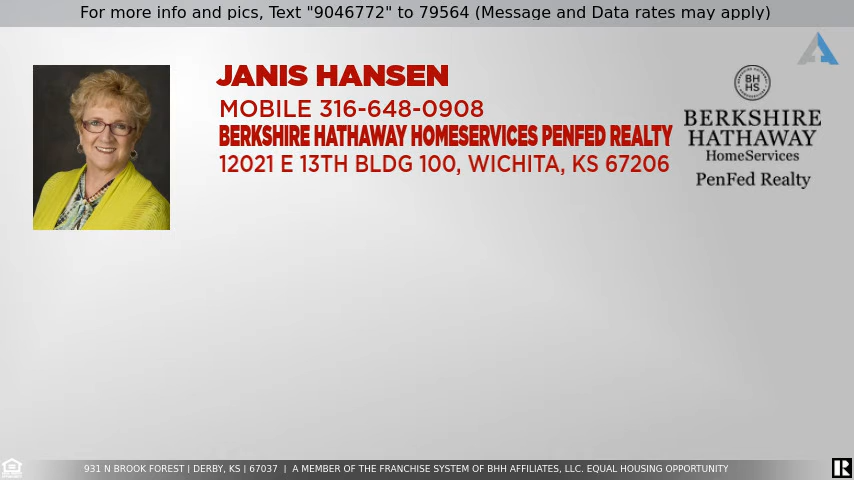 For more info and pics, Text "9046772" to 79564 (Message and Data rates may apply)
JANIS HANSEN
MOBILE 316-648-0908
BERKSHIRE HATHAWAY HOMESERVICES PENFED REALTY
12021 E 13TH BLDG 100, WICHITA, KS 67206
BH
HS
BERKSHIRE
HATHAWAY
HomeServices
PenFed Realty
931 N BROOK FOREST | DERBY, KS | 67037 | A MEMBER OF THE FRANCHISE SYSTEM OF BHH AFFILIATES, LLC. EQUAL HOUSING OPPORTUNITY